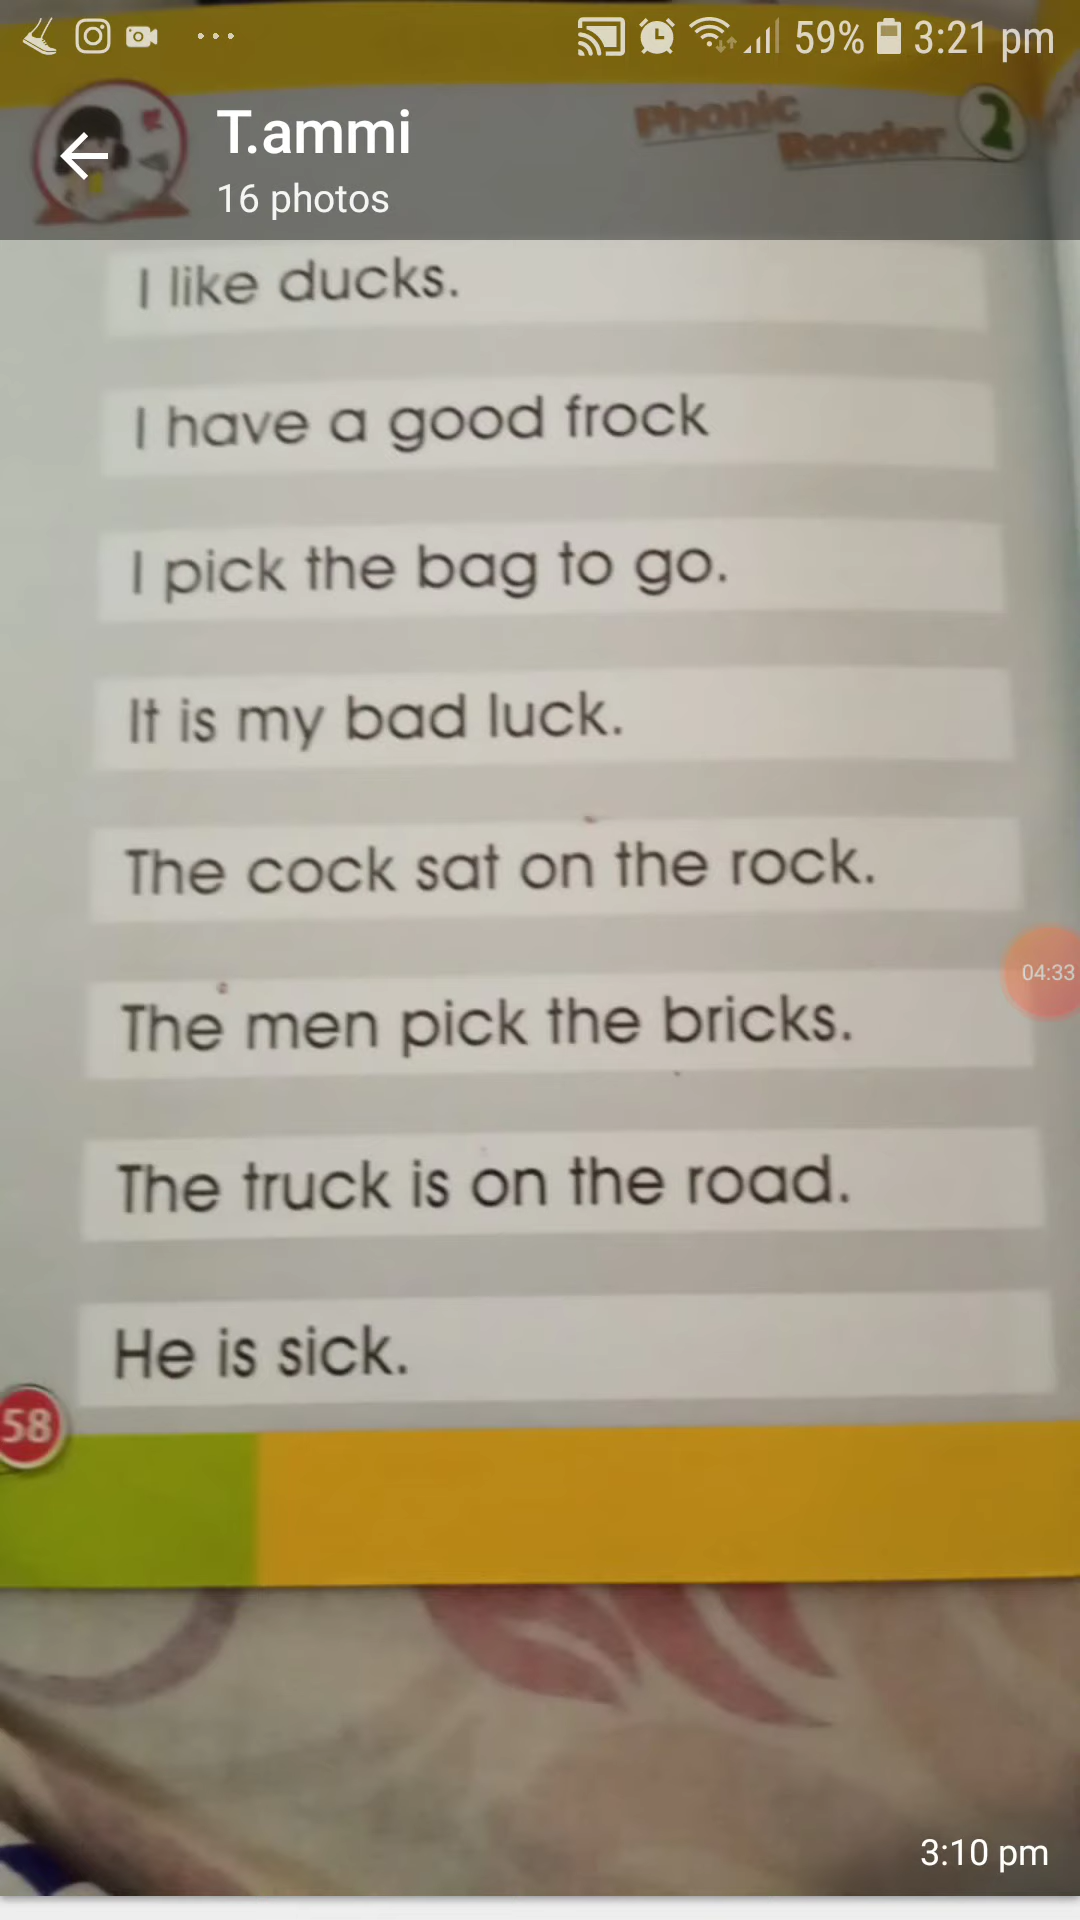 59% 3:21 pm
T.ammi
16 photos
Phonic
Reader 2
I like ducks.
I have a good frock
I pick the bag to go.
It is my bad luck.
The cock sat on the rock.
04:33
The men pick the bricks.
The truck is on the road.
He is sick.
58
3:10 pm